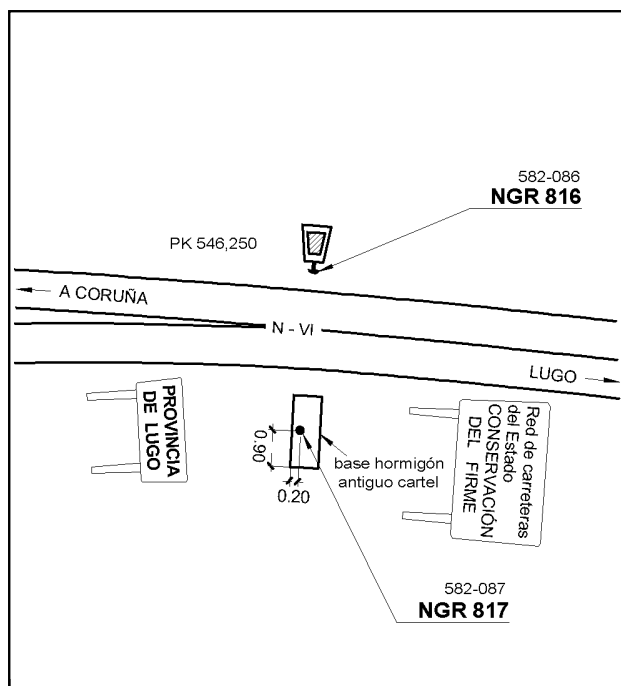 582-086
NGR 816
PK 546,250
A CORUÑA
N - VI
LUGO
PROVINCIA
DE LUGO
0.90
0.20
base hormigón
antiguo cartel
Red de carreteras
del Estado
CONSERVACIÓN
DEL FIRME
582-087
NGR 817